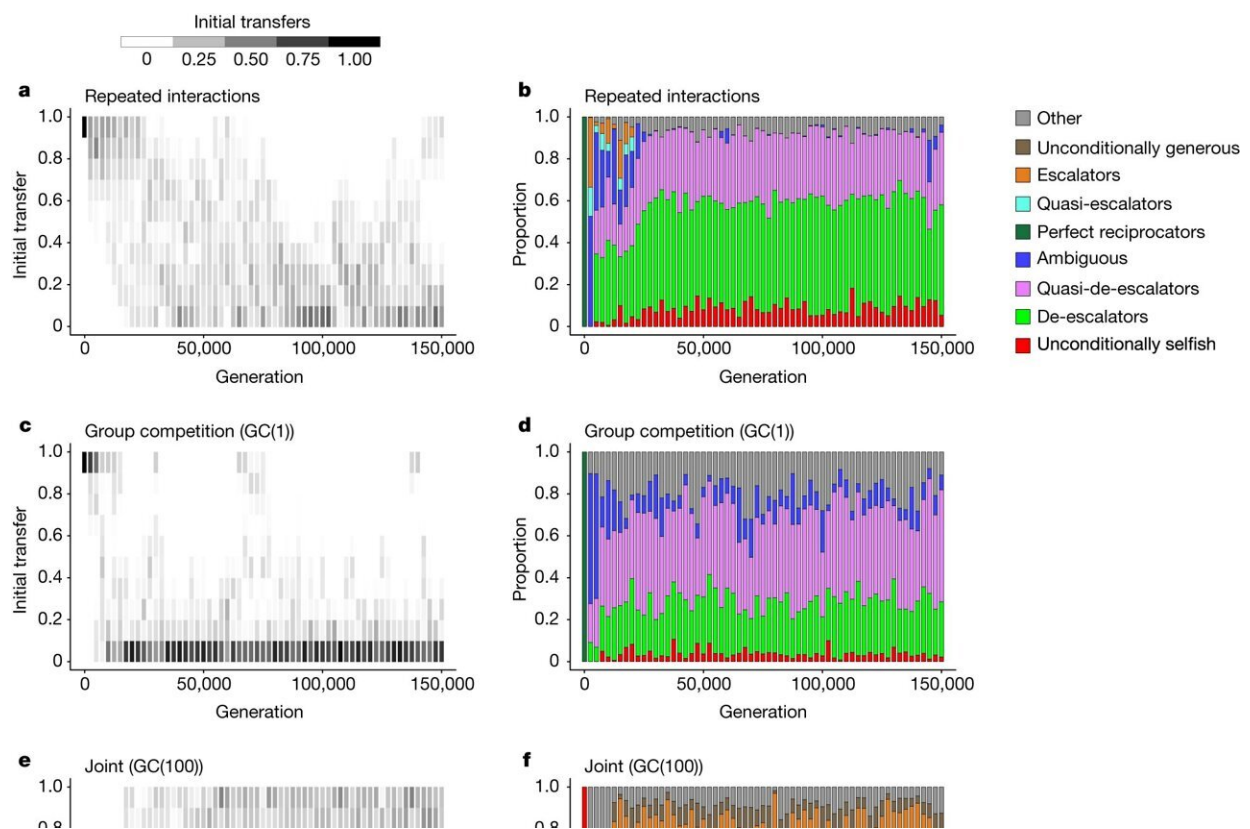 Initial transfers
0 0.25 0.50 0.75 1.00
a Repeated interactions
1.0
0.8
0.6
0.4
0.2
0
Initial transfer
0 50,000 100,000 150,000
Generation
b Repeated interactions
1.0
0.8
0.6
0.4
0.2
0
Proportion
0 50,000 100,000 150,000
Generation
Other
Unconditionally generous
Escalators
Quasi-escalators
Perfect reciprocators
Ambiguous
Quasi-de-escalators
De-escalators
Unconditionally selfish
c Group competition (GC(1))
1.0
0.8
0.6
0.4
0.2
0
Initial transfer
0 50,000 100,000 150,000
Generation
d Group competition (GC(1))
1.0
0.8
0.6
0.4
0.2
0
Proportion
0 50,000 100,000 150,000
Generation
e Joint (GC(100))
1.0
0.8
f Joint (GC(100))
1.0
0.8